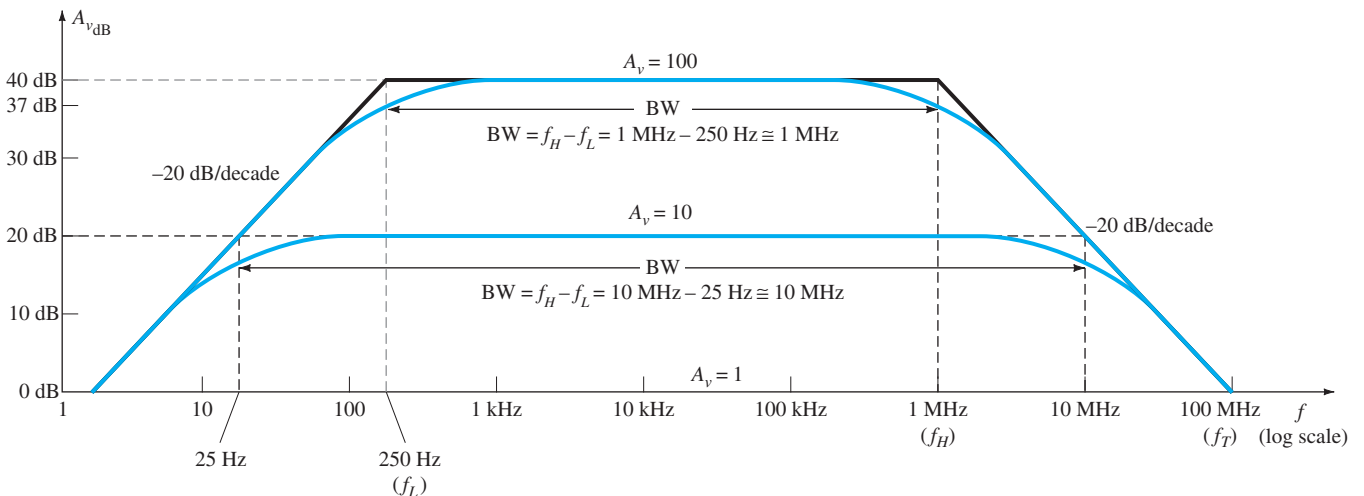 A_{v_{dB}}
40 dB
A_v = 100
37 dB
BW
BW = f_H – f_L = 1 MHz – 250 Hz ≅ 1 MHz
30 dB
–20 dB/decade
A_v = 10
20 dB
–20 dB/decade
BW
BW = f_H – f_L = 10 MHz – 25 Hz ≅ 10 MHz
10 dB
A_v = 1
0 dB
1 10 100 1 kHz 10 kHz 100 kHz 1 MHz 10 MHz 100 MHz f
(f_H) (f_T) (log scale)
25 Hz 250 Hz
(f_L)